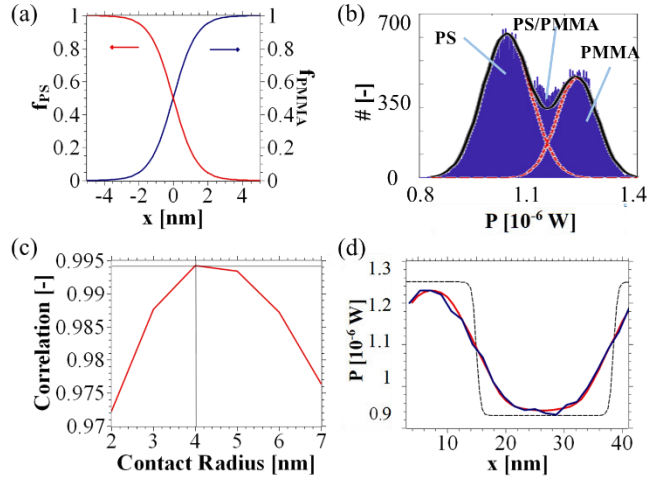 (a)
1
0.8
0.6
0.4
0.2
0
f_PS
1
0.8
0.6
0.4
0.2
0
f_PMMA
-4 -2 0 2 4
x [nm]
(b)
PS/PMMA
PS
PMMA
700
350
0
# [-]
0.8 1.1 1.4
P [10⁻⁶ W]
(c)
0.995
0.99
0.985
0.98
0.975
0.97
Correlation [-]
2 3 4 5 6 7
Contact Radius [nm]
(d)
1.3
1.2
1.1
1
0.9
P [10⁻⁶ W]
10 20 30 40
x [nm]